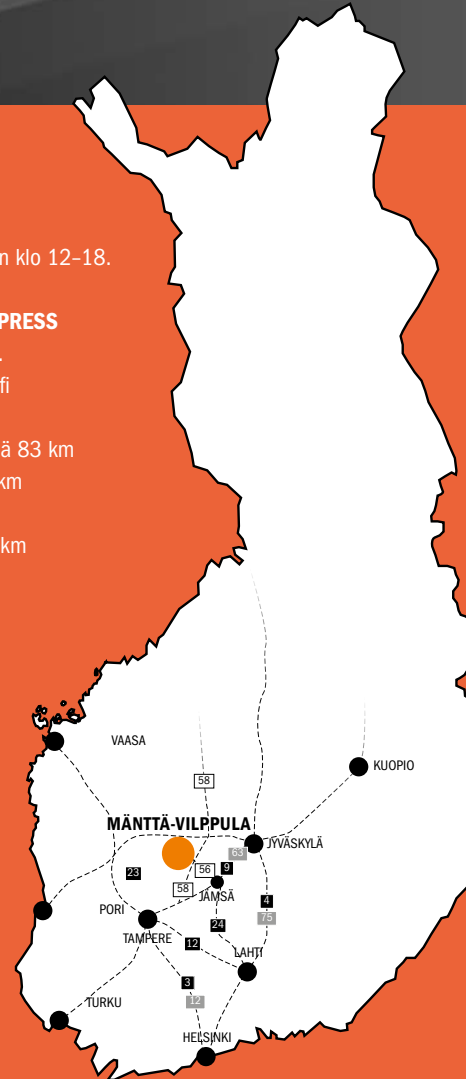 n klo 12–18.
PRESS
.
fi
ä 83 km
km
km
VAASA
KUOPIO
58
MÄNTTÄ-VILPPULA
JYVÄSKYLÄ
63
9
56
23
58
JÄMSÄ
4
PORI
75
24
TAMPERE
12
LAHTI
3
12
TURKU
HELSINKI